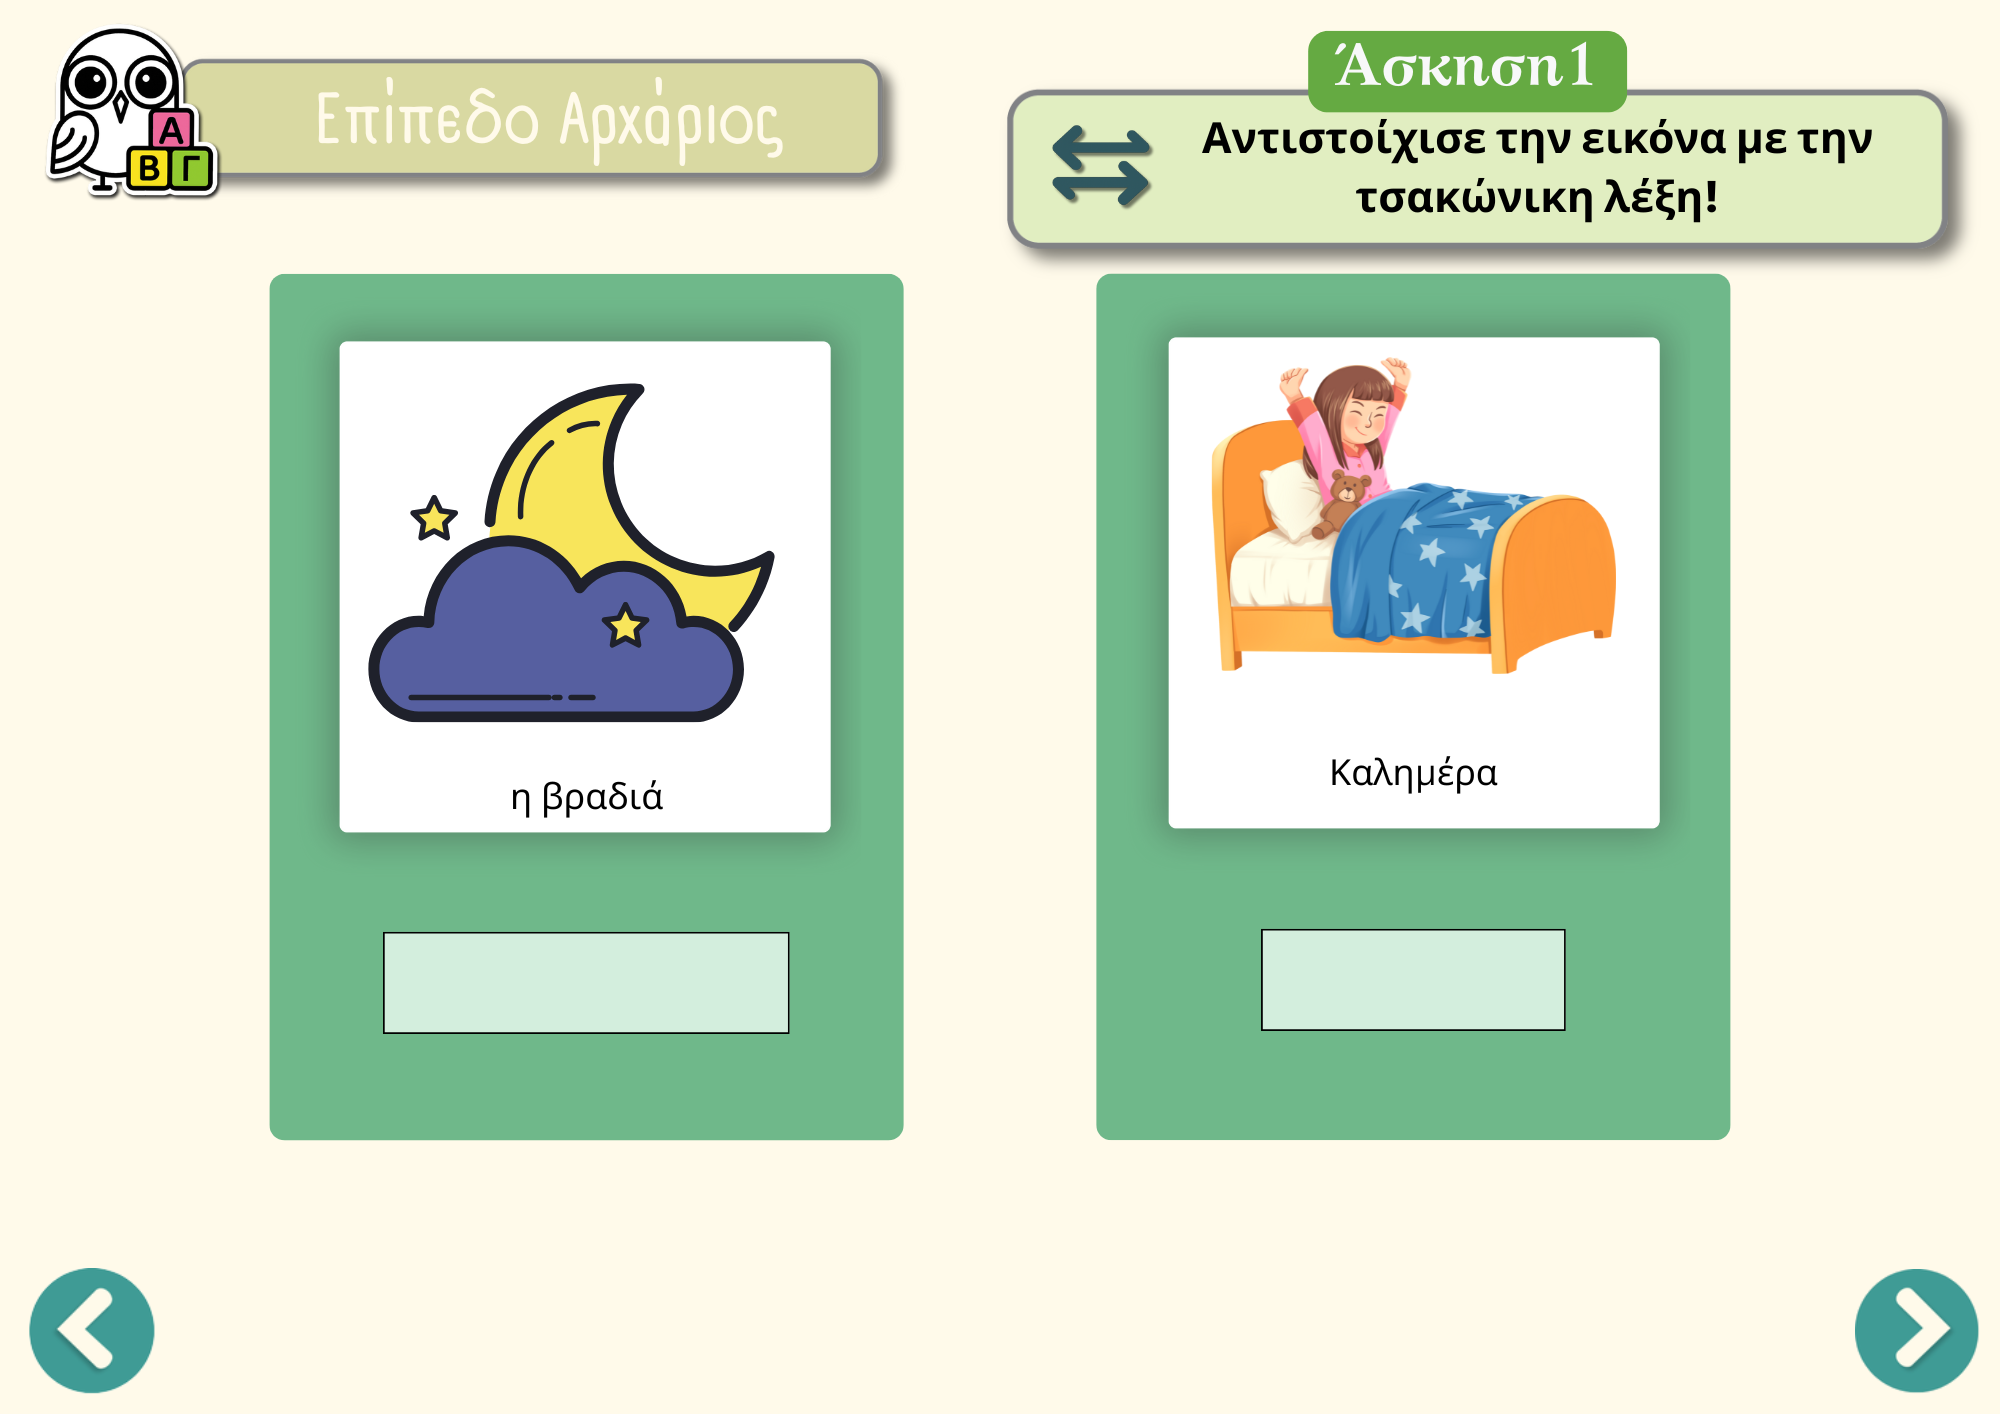 Α
Β Γ
Επίπεδο Αρχάριος
Άσκηση1
Αντιστοίχισε την εικόνα με την
τσακώνικη λέξη!
η βραδιά
Καλημέρα